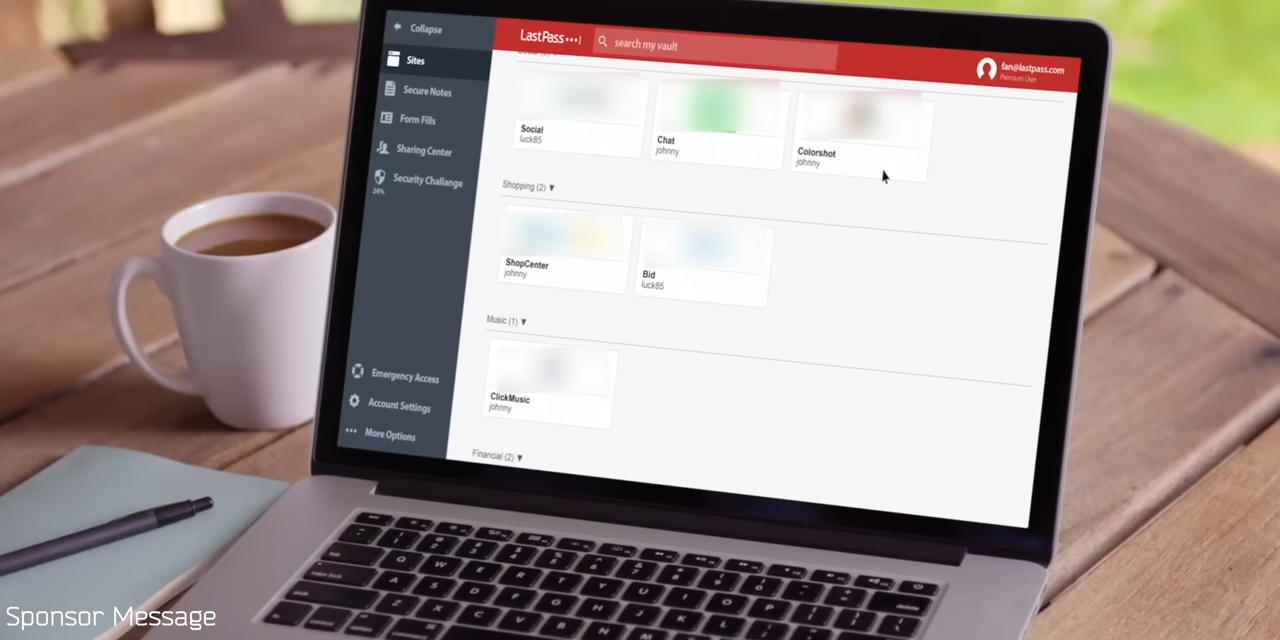 Collapse
LastPass •••|
search my vault
fan@lastpass.com
Premium User
Sites
Secure Notes
Form Fills
Sharing Center
Security Challange
24%
Social
luck85
Chat
johnny
Colorshot
johnny
Shopping (2) ▼
ShopCenter
johnny
Bid
luck85
Music (1) ▼
ClickMusic
johnny
Financial (2) ▼
Emergency Access
Account Settings
••• More Options
caps lock
Q W E R T Y U I O P
A S D F G H J K L
Z X C V B N M
Sponsor Message